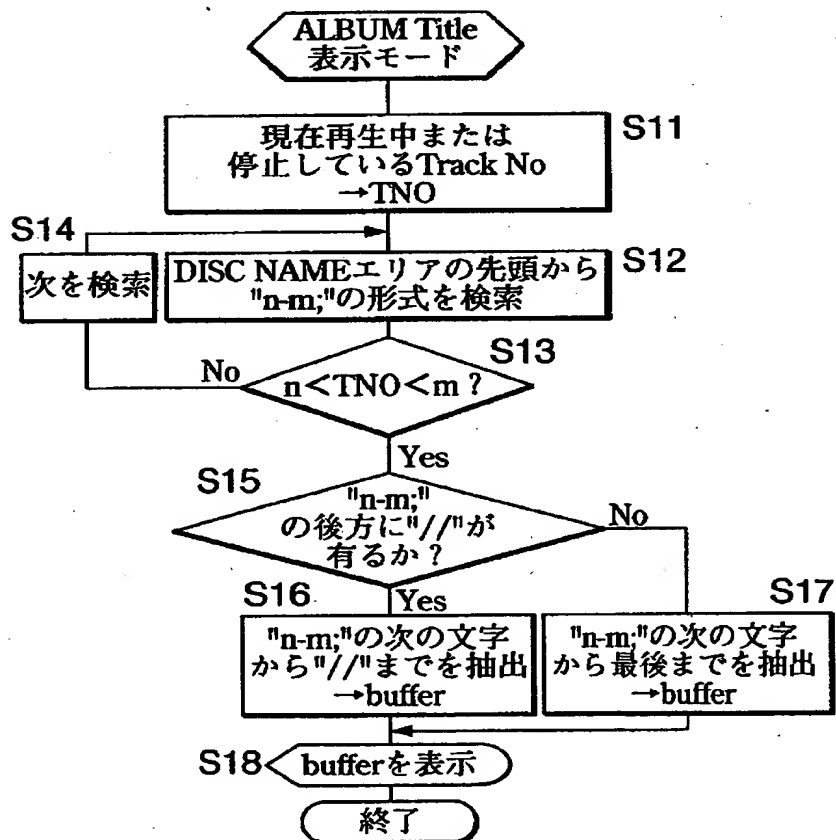 ALBUM Title
表示モード
S11
現在再生中または
停止しているTrack No
→TNO
S14
次を検索
S12
DISC NAMEエリアの先頭から
"n-m;"の形式を検索
S13
No
n<TNO<m?
Yes
S15
"n-m;"
の後方に"//"が
有るか?
No
S16
Yes
S17
"n-m;"の次の文字
から"//"までを抽出
→buffer
"n-m;"の次の文字
から最後までを抽出
→buffer
S18
bufferを表示
終了